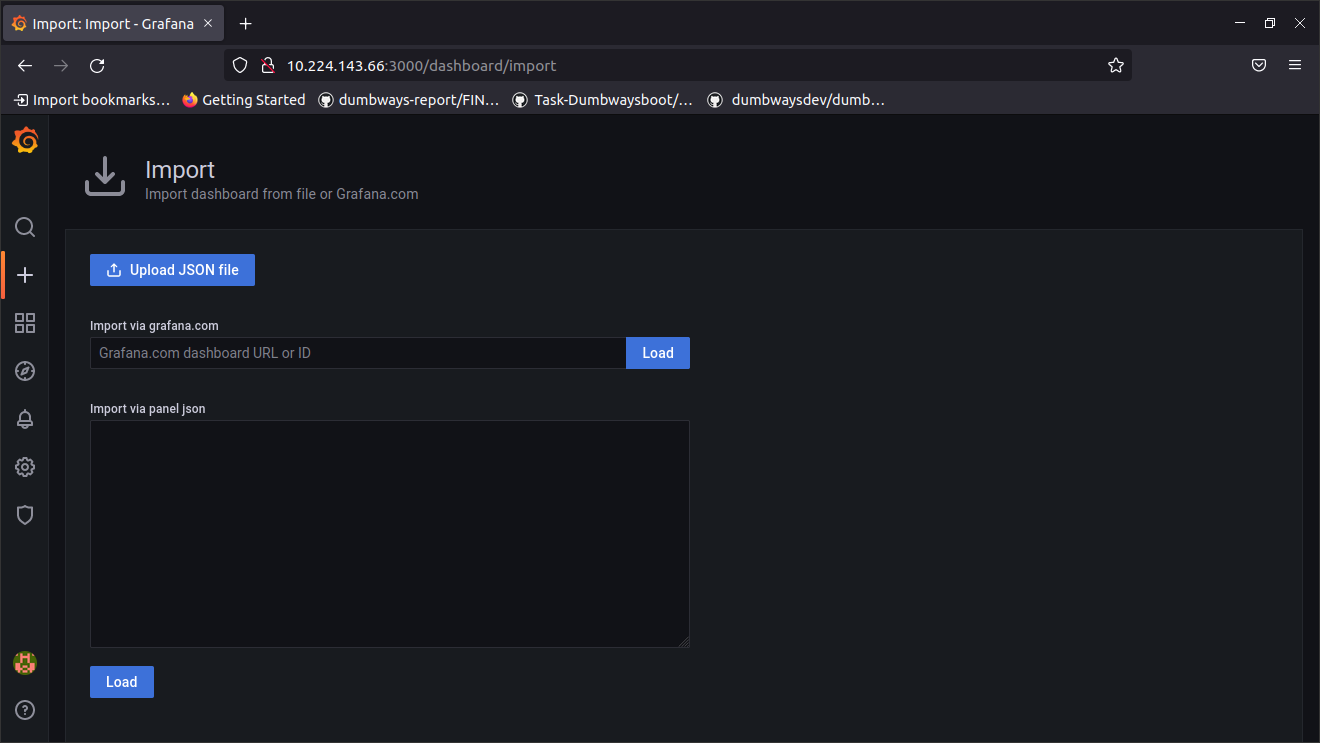 Import: Import - Grafana
10.224.143.66:3000/dashboard/import
Import bookmarks... Getting Started dumbways-report/FIN... Task-Dumbwaysboot/... dumbwaysdev/dumb...
Import
Import dashboard from file or Grafana.com
Upload JSON file
Import via grafana.com
Grafana.com dashboard URL or ID Load
Import via panel json
Load